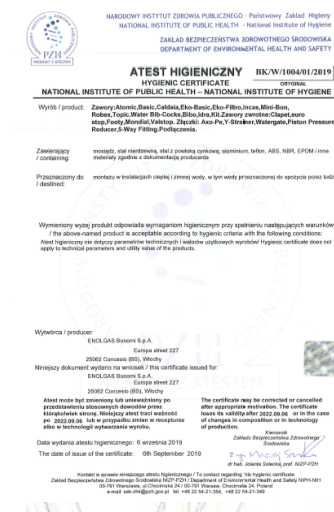 NARODOWY INSTYTUT ZDROWIA PUBLICZNEGO - Państwowy Zakład Higieny
NATIONAL INSTITUTE OF PUBLIC HEALTH - National Institute of Hygiene
ZAKŁAD BEZPIECZEŃSTWA ZDROWOTNEGO ŚRODOWISKA
DEPARTMENT OF ENVIRONMENTAL HEALTH AND SAFETY
PZH
ATEST HIGIENICZNY BK/W/1004/01/2019
HYGIENIC CERTIFICATE ORYGINAŁ
NATIONAL INSTITUTE OF PUBLIC HEALTH – NATIONAL INSTITUTE OF HYGIENE
Wyrób / product: Zawory:Atomic,Basic,Caldaia,Eko-Basic,Eko-Filtro,Incas,Mini-Bon,
Robex,Topic,Water Bib-Cocks,Bibo,Idra,Kit.Zawory zwrotne:Clapet,euro
stop,Footy,Mondial,Valstop. Złączki: Axo-Pe,Y-Strainer,Watergate,Piston Pressure
Reducer,5-Way Fitting.Podłączenia.
Zawierający mosiądz, stal nierdzewną, stal z powłoką cynkową, aluminium, teflon, ABS, NBR, EPDM i inne
/ containing: materiały zgodnie z dokumentacją producenta
Przeznaczony do montażu w instalacjach ciepłej i zimnej wody, w tym wody przeznaczonej do spożycia przez ludzi
/ destined:
Wymieniony wyżej produkt odpowiada wymaganiom higienicznym przy spełnieniu następujących warunków
/ the above-named product is acceptable according to hygienic criteria with the following conditions:
Atest higieniczny nie dotyczy parametrów technicznych i walorów użytkowych wyrobów/ Hygienic certificate does not
apply to technical parameters and utility value of the products.
Wytwórca / producer:
ENOLGAS Bonomi S.p.A.
Europa street 227
25062 Concesio (BS), Włochy
Niniejszy dokument wydano na wniosek / this certificate issued for:
ENOLGAS Bonomi S.p.A.
Europa street 227
25062 Concesio (BS), Włochy
Atest może być zmieniony lub unieważniony po The certificate may be corrected or cancelled
przedstawieniu stosownych dowodów przez after appropriate motivation. The certificate
którąkolwiek stronę. Niniejszy atest traci ważność loses its validity after 2022.09.06 or in the case
po 2022.09.06 lub w przypadku zmian w recepturze of changes in composition or in technology
albo w technologii wytwarzania wyrobu. of production.
Kierownik
Zakładu Bezpieczeństwa Zdrowotnego
Środowiska
Data wydania atestu higienicznego: 6 września 2019
The date of issue of the certificate: 6th September 2019
dr hab. Jolanta Solecka, prof. NIZP-PZH
Kontakt w sprawie niniejszego atestu higienicznego / To contact regarding this hygienic certificate
Zakład Bezpieczeństwa Zdrowotnego Środowiska NIZP-PZH / Department of Environmental Health and Safety NIPH-NIH
00-791 Warszawa, ul.Chocimska 24 / 00-791 Warsaw, Chocimska 24, Poland
e-mail: sek-zhk@pzh.gov.pl tel +48 22 54-21-354, +48 22 54-21-349